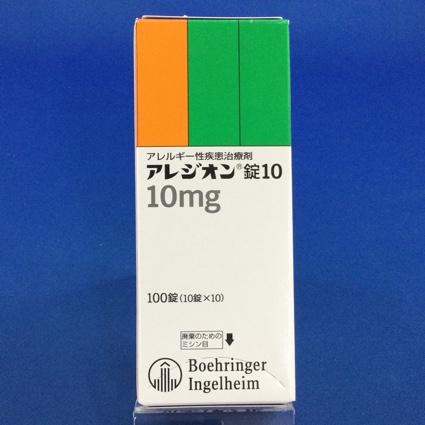 アレルギー性疾患治療剤
アレジオン®錠10
10mg
100錠(10錠×10)
廃棄のための
ミシン目
Boehringer
Ingelheim